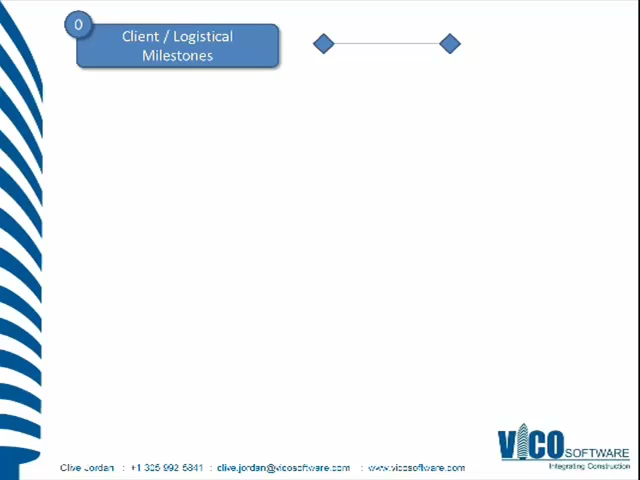 0
Client / Logistical
Milestones
VICO SOFTWARE
Integrating Construction
Clive Jordan : +1 325 992 5841 : clive.jordan@vicosoftware.com : www.vicosoftware.com